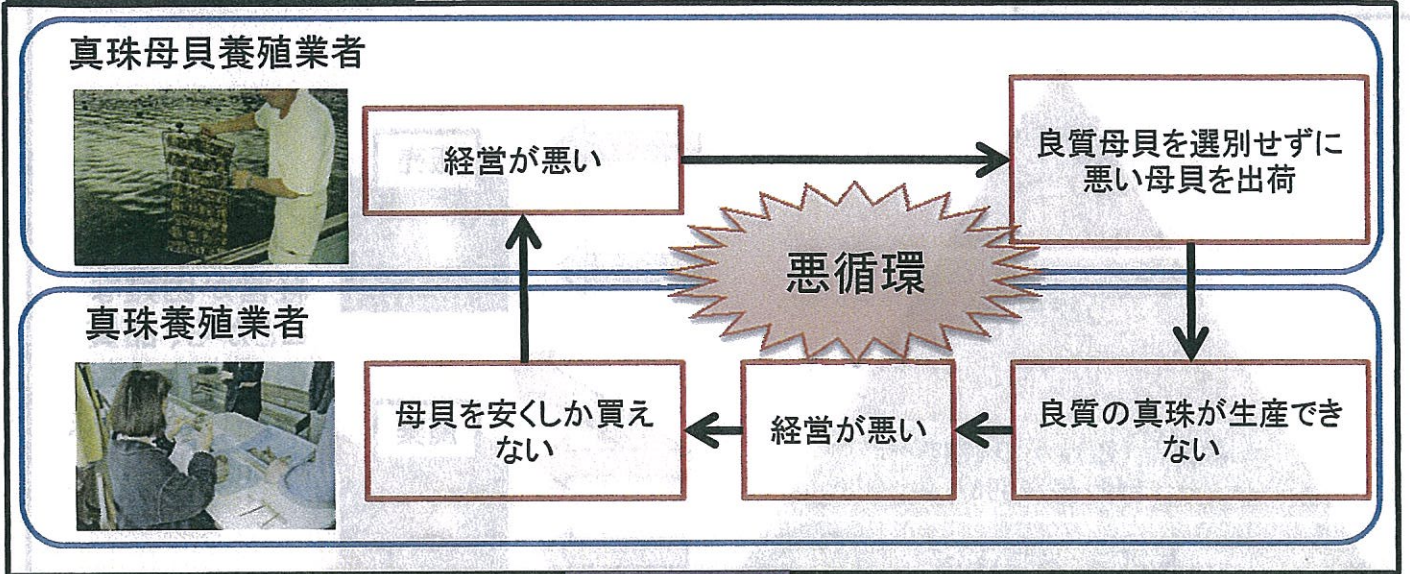 真珠母貝養殖業者
経営が悪い
良質母貝を選別せずに
悪い母貝を出荷
悪循環
真珠養殖業者
母貝を安くしか買え
ない
経営が悪い
良質の真珠が生産でき
ない